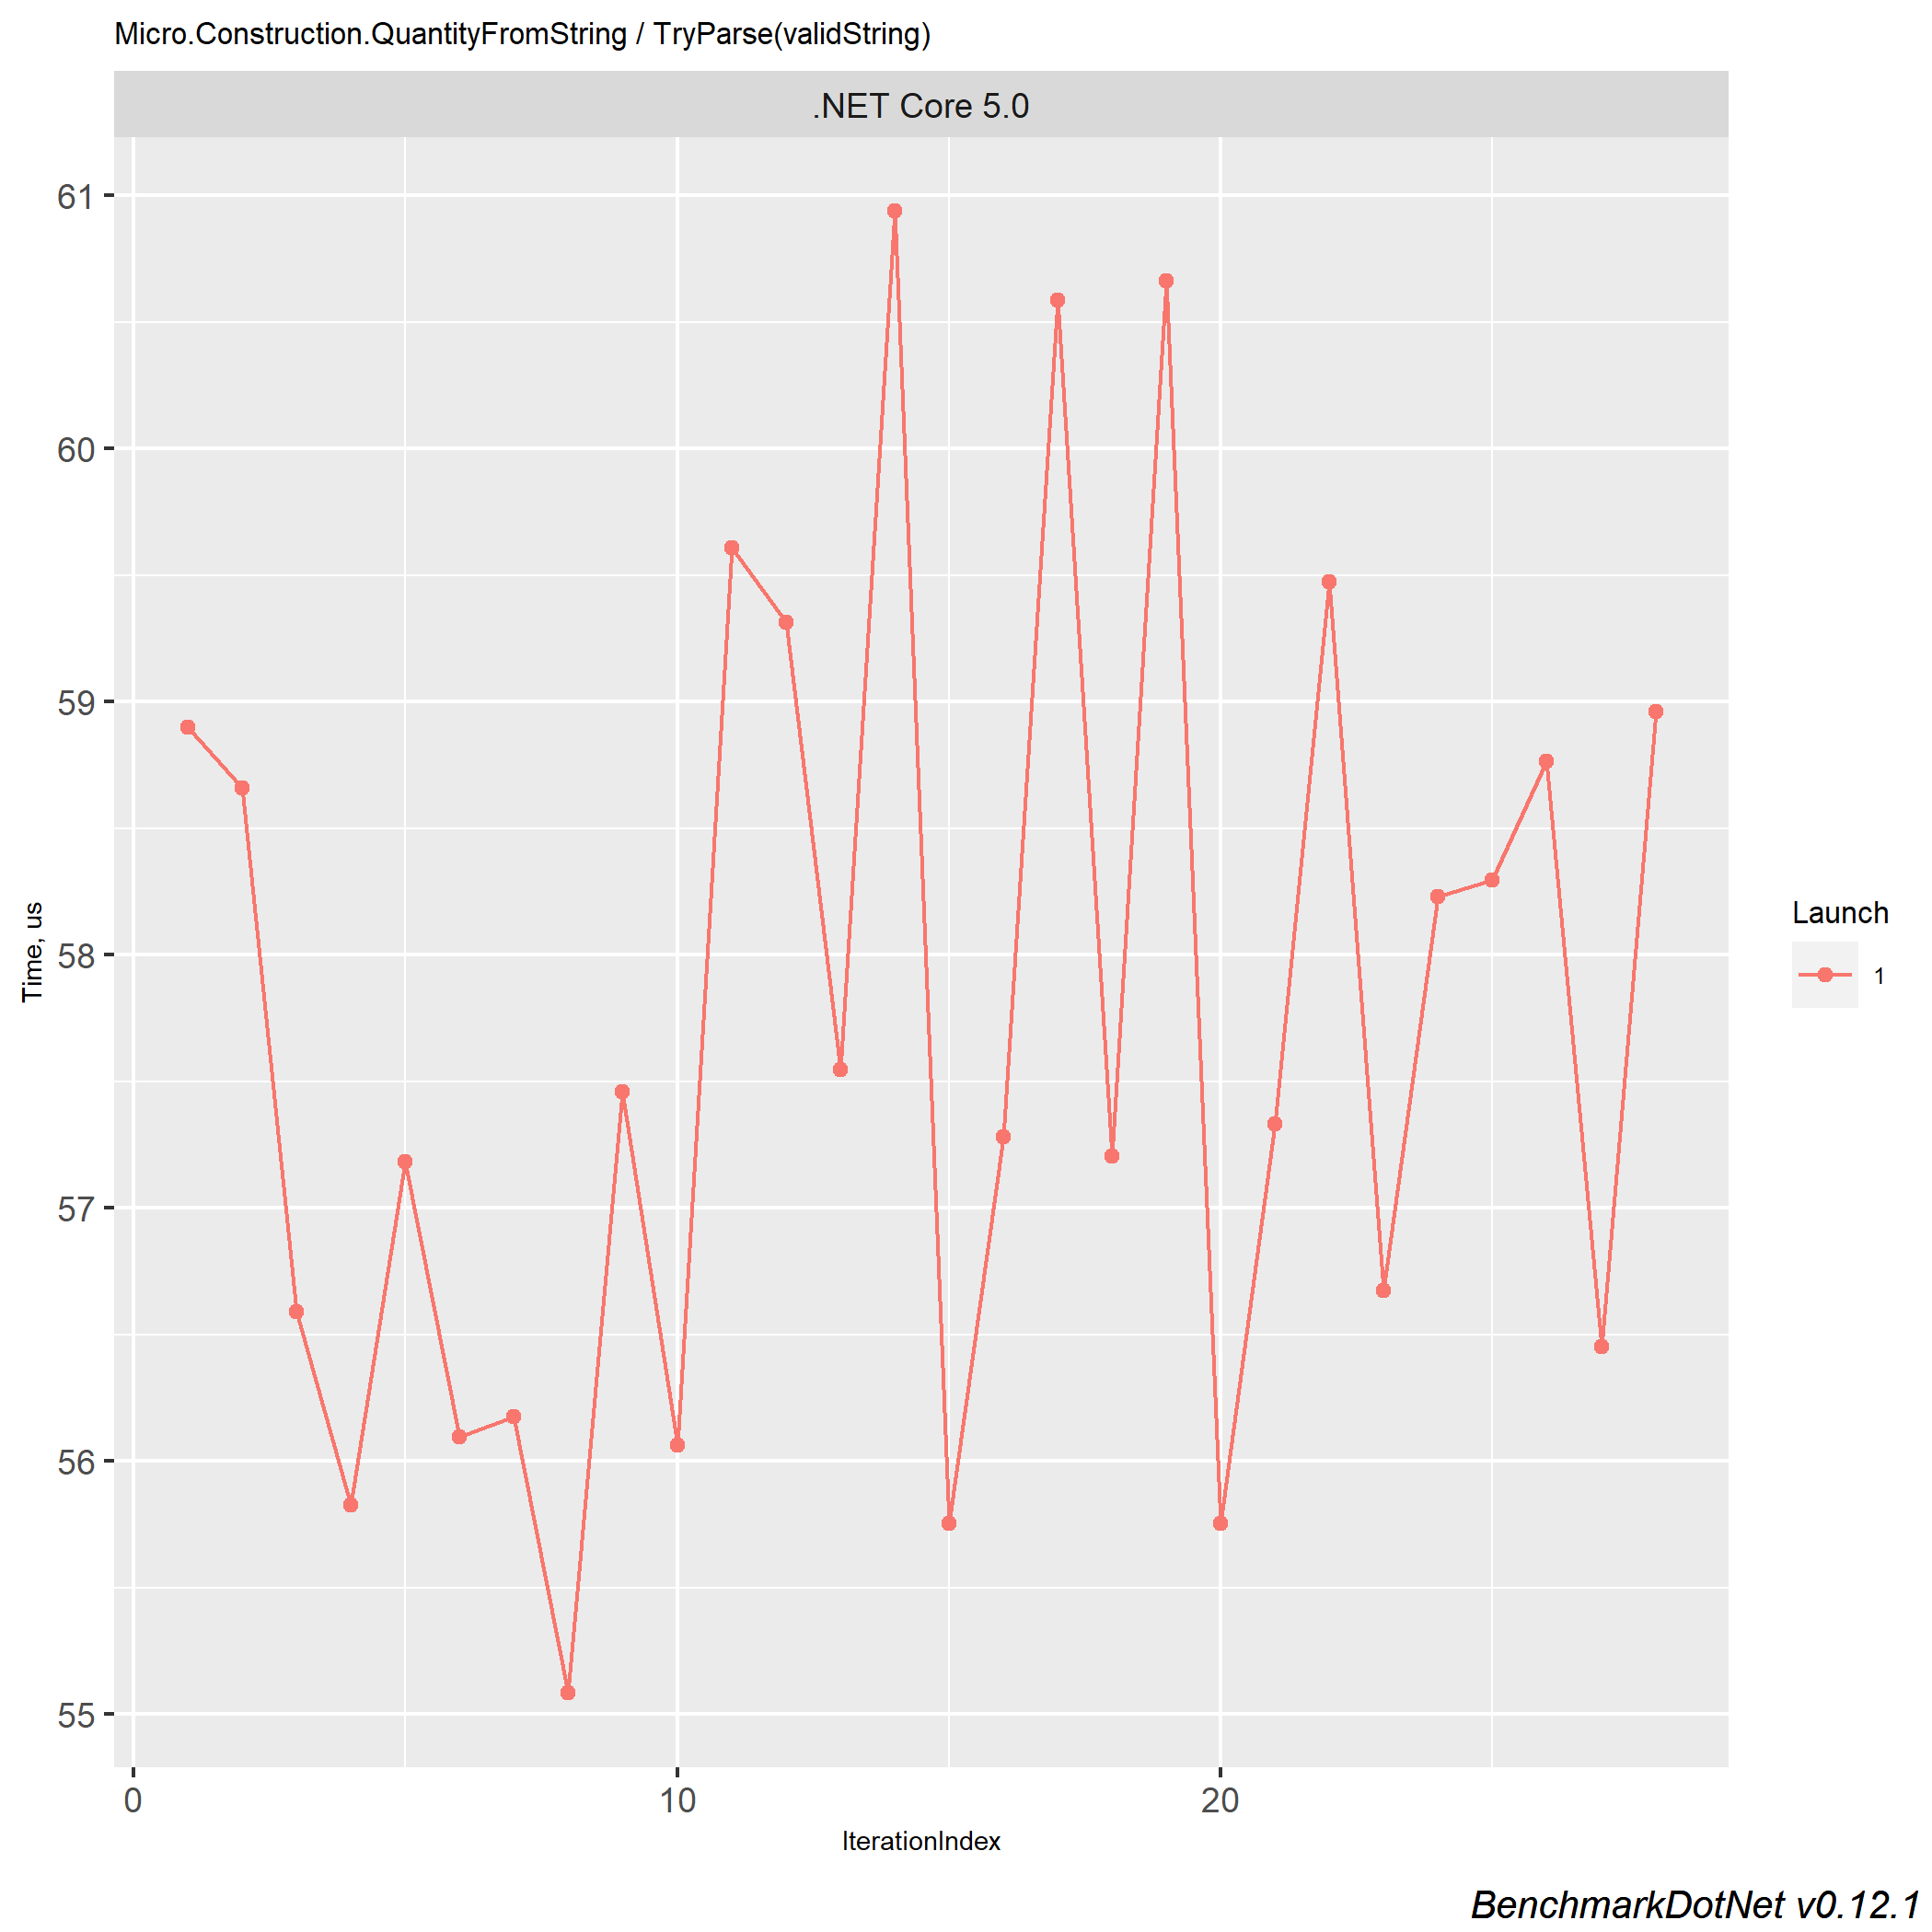 Micro.Construction.QuantityFromString / TryParse(validString)
.NET Core 5.0
61
60
59
58
57
56
55
Time, us
0 10 20
IterationIndex
Launch
1
BenchmarkDotNet v0.12.1